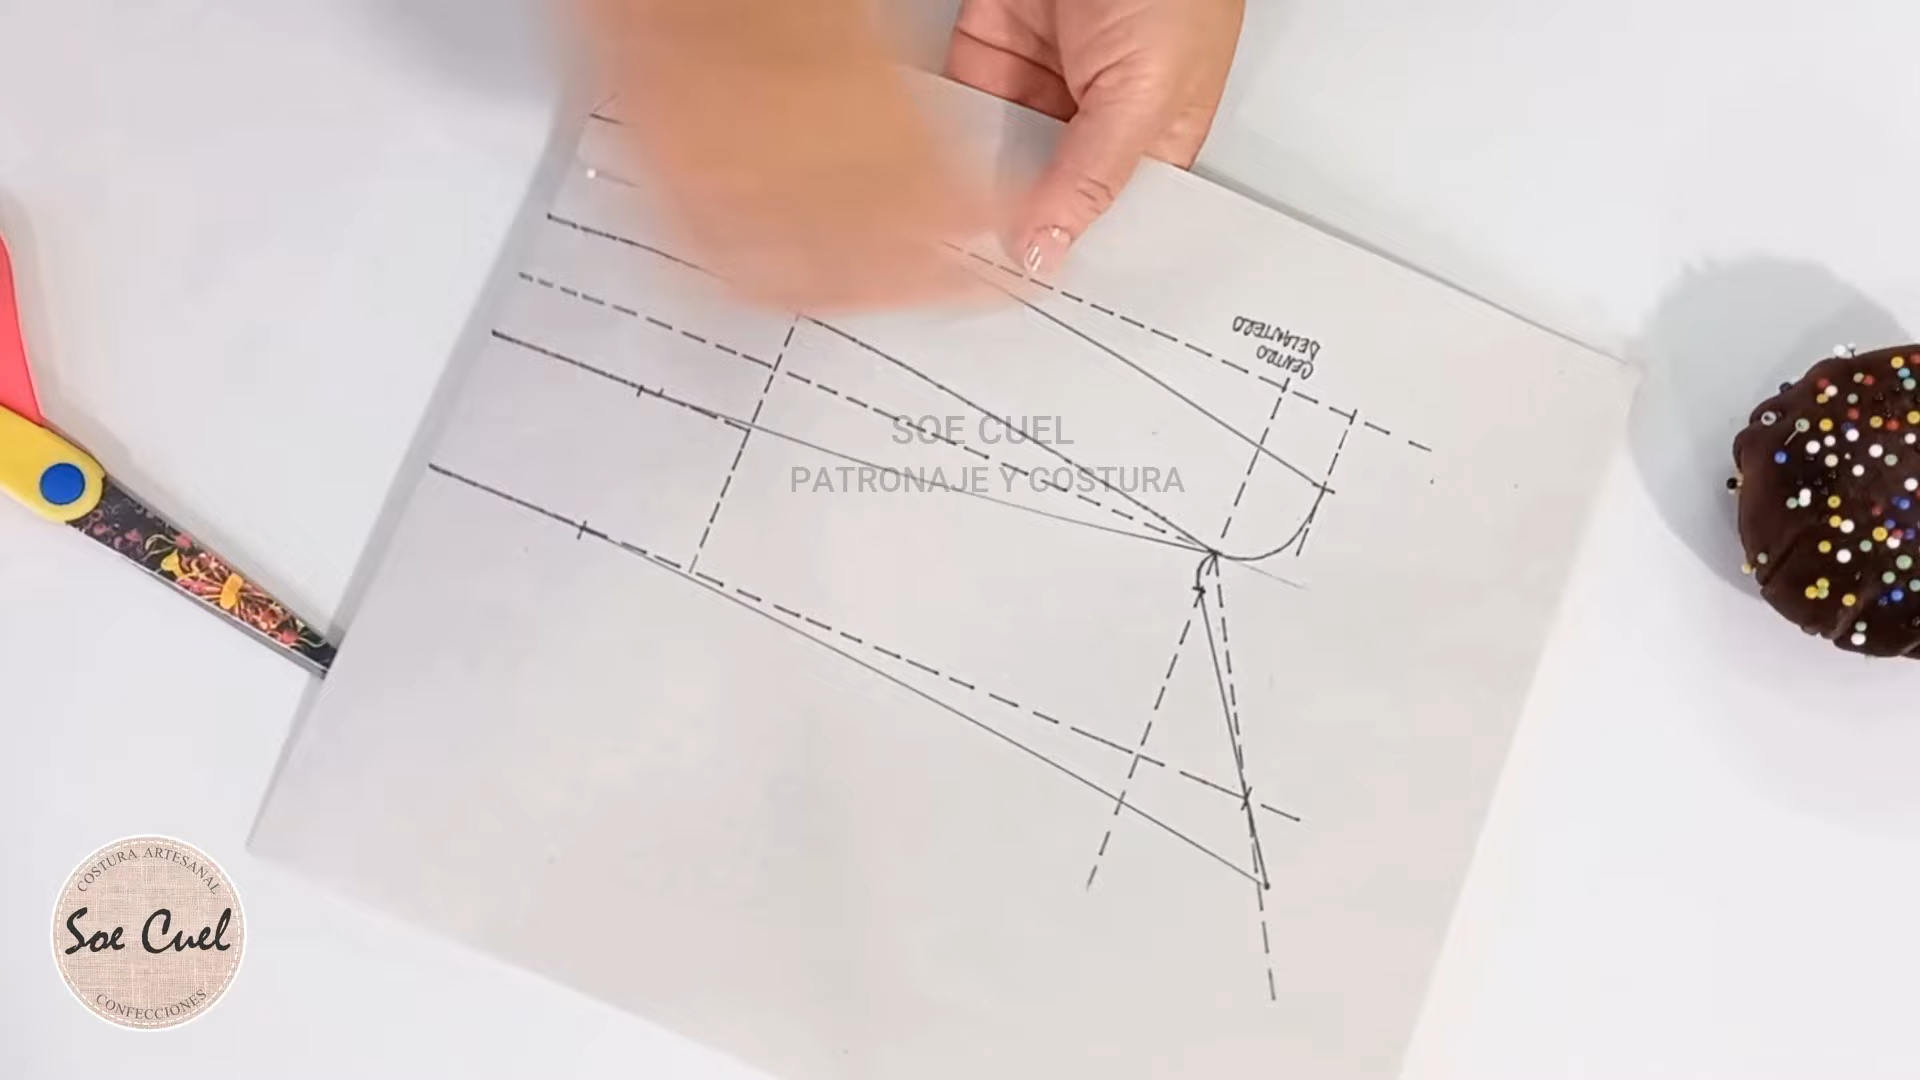 CENTRO
DELANTERO
SOE CUEL
PATRONAJE Y COSTURA
COSTURA ARTESANAL
Soe Cuel
CONFECCIONES